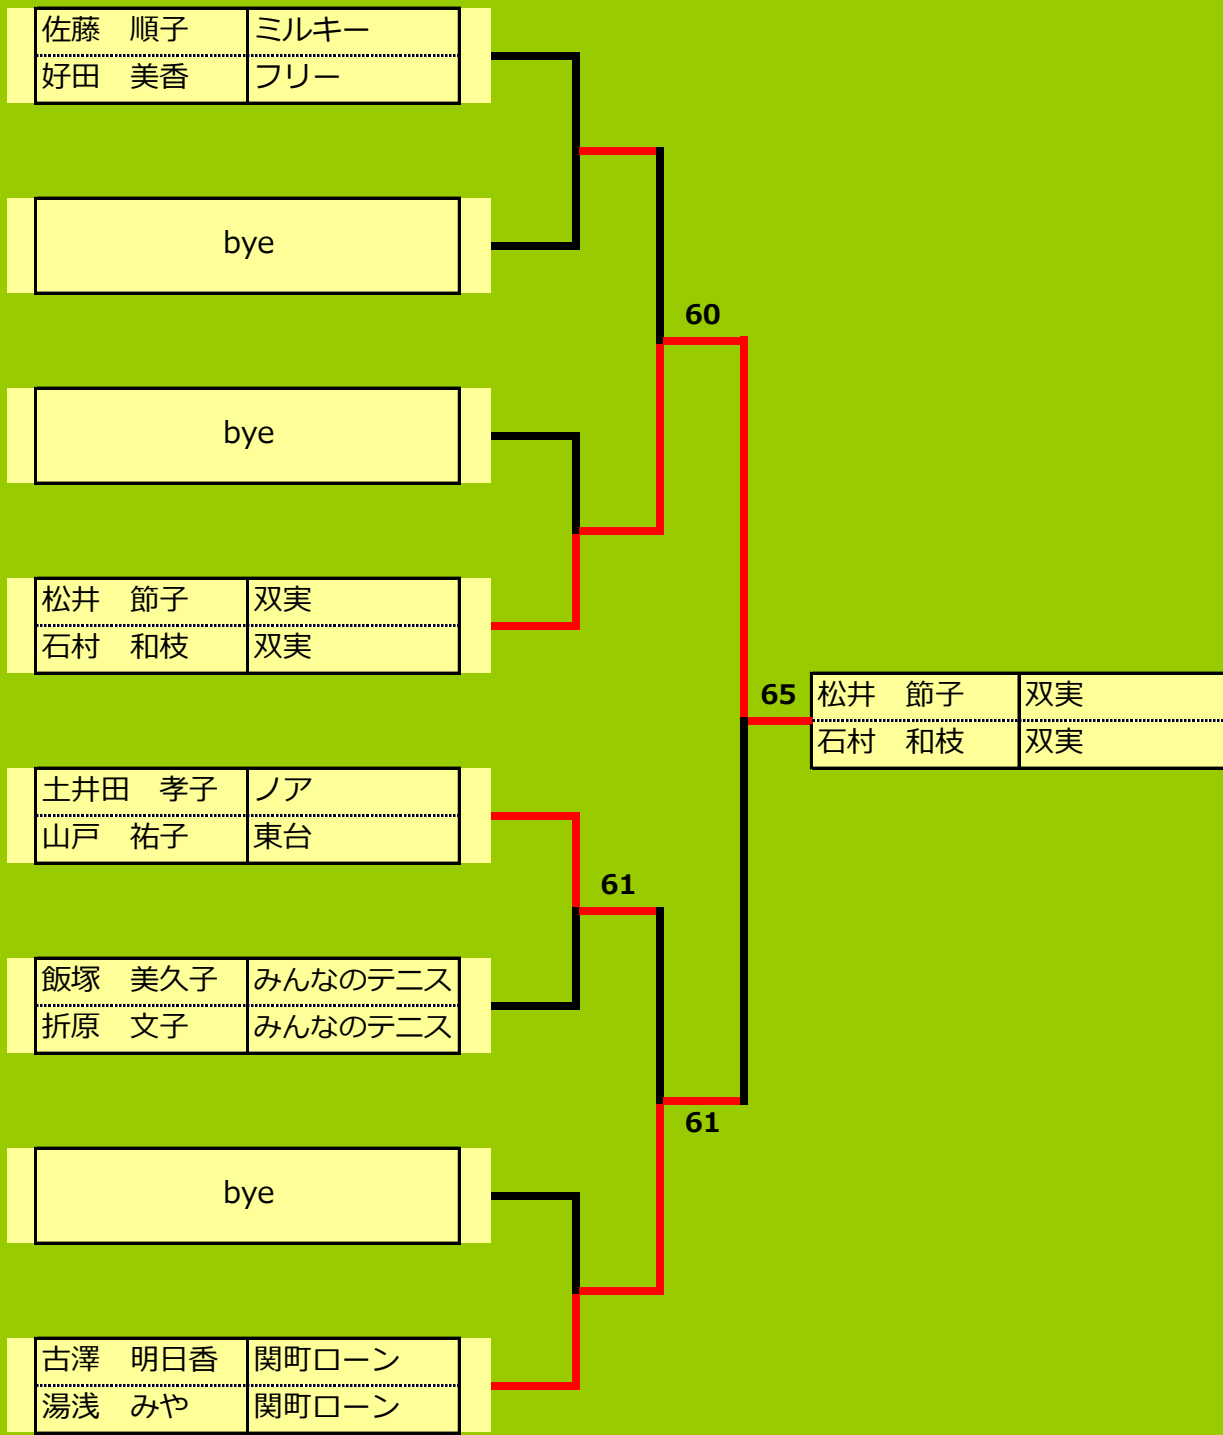 佐藤　順子 ミルキー
好田　美香 フリー
bye
60
bye
松井　節子 双実
石村　和枝 双実
65 松井　節子 双実
石村　和枝 双実
土井田　孝子 ノア
山戸　祐子 東台
61
飯塚　美久子 みんなのテニス
折原　文子 みんなのテニス
61
bye
古澤　明日香 関町ローン
湯浅　みや 関町ローン